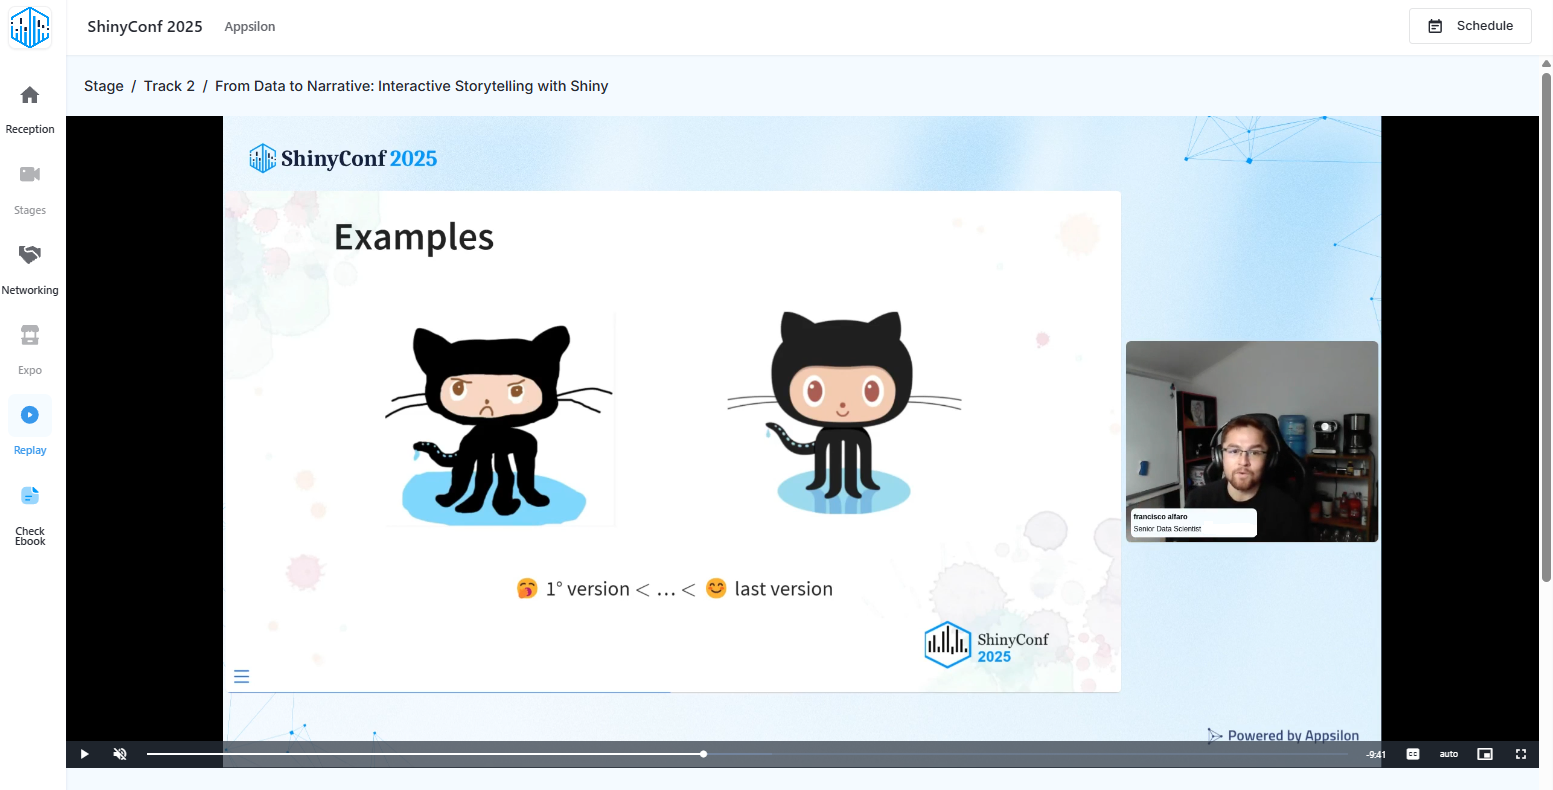 ShinyConf 2025
Appsilon
Schedule
Stage / Track 2 / From Data to Narrative: Interactive Storytelling with Shiny
Reception
Stages
Networking
Expo
Replay
Check
Ebook
ShinyConf 2025
Examples
1° version < ... < last version
ShinyConf
2025
francisco alfaro
Senior Data Scientist
Powered by Appsilon
-9:41
CC
auto